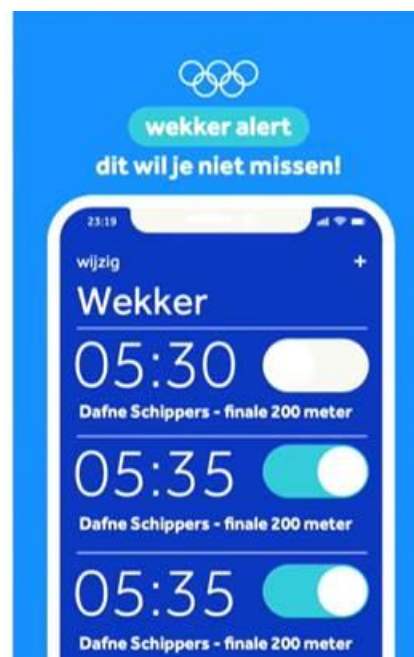 wekker alert
dit wil je niet missen!
23:19
wijzig +
Wekker
05:30
Dafne Schippers - finale 200 meter
05:35
Dafne Schippers - finale 200 meter
05:35
Dafne Schippers - finale 200 meter